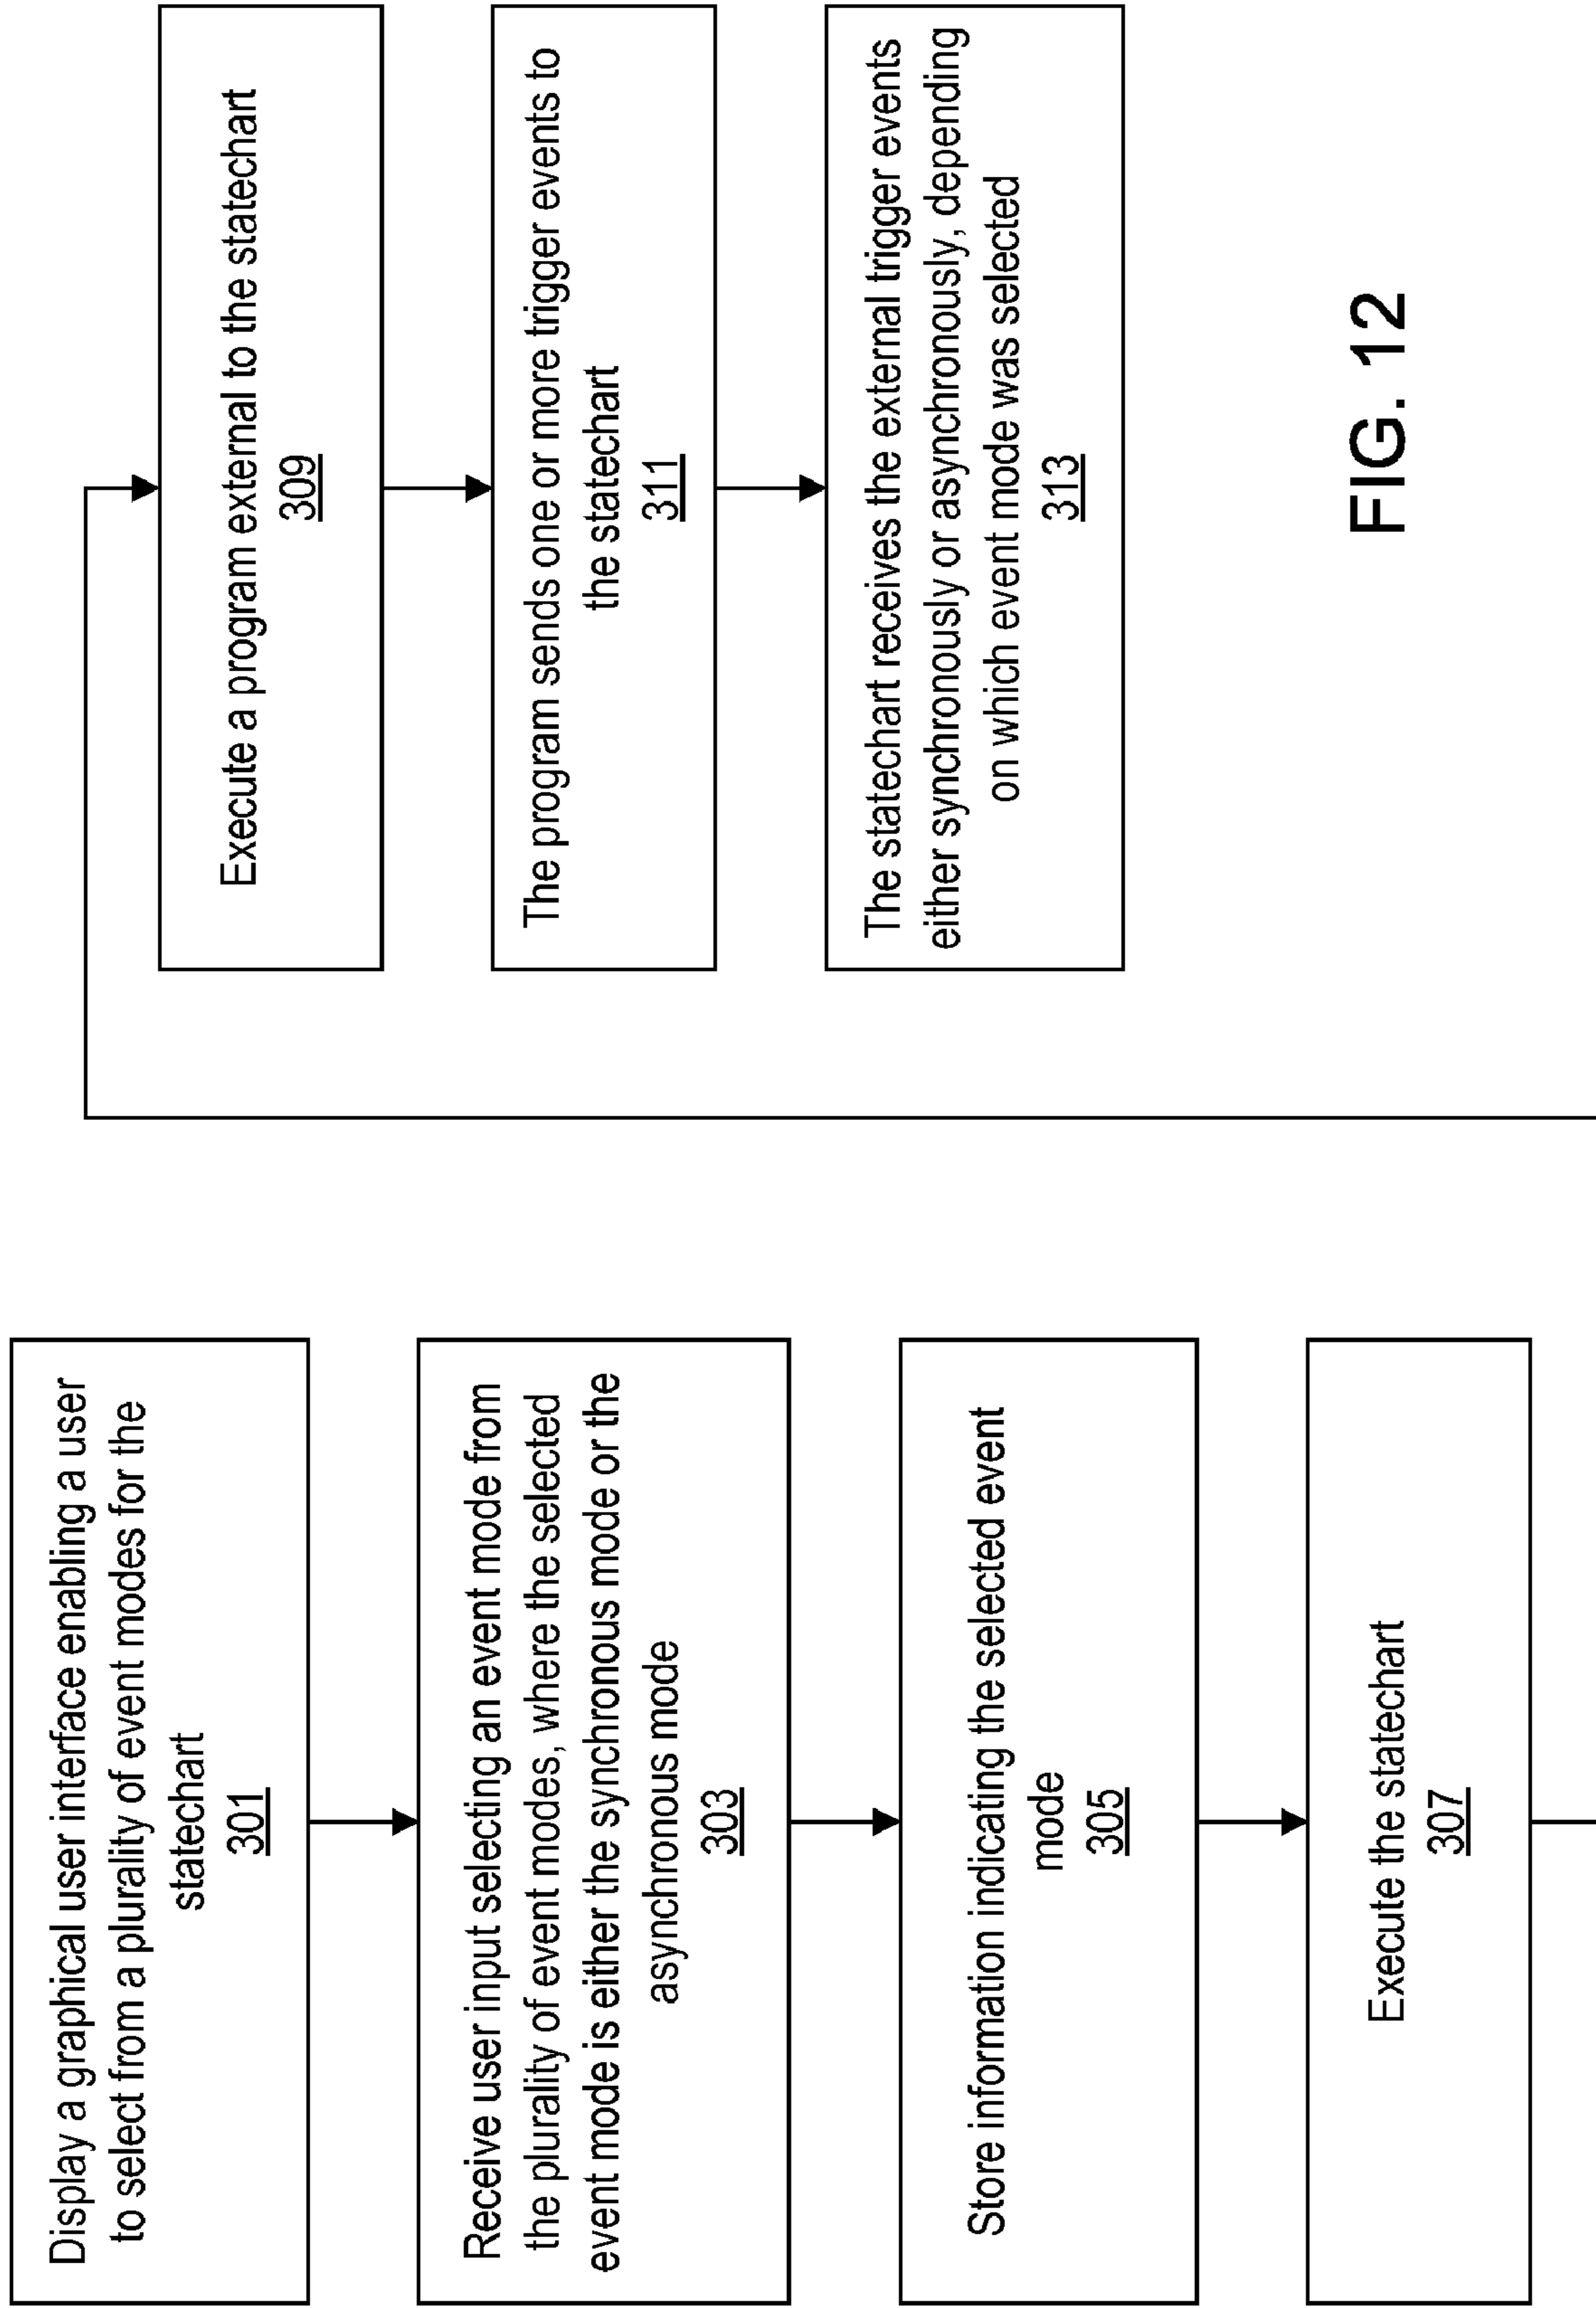 Display a graphical user interface enabling a user
to select from a plurality of event modes for the
statechart
301
Receive user input selecting an event mode from
the plurality of event modes, where the selected
event mode is either the synchronous mode or the
asynchronous mode
303
Store information indicating the selected event
mode
305
Execute the statechart
307
Execute a program external to the statechart
309
The program sends one or more trigger events to
the statechart
311
The statechart receives the external trigger events
either synchronously or asynchronously, depending
on which event mode was selected
313
FIG. 12